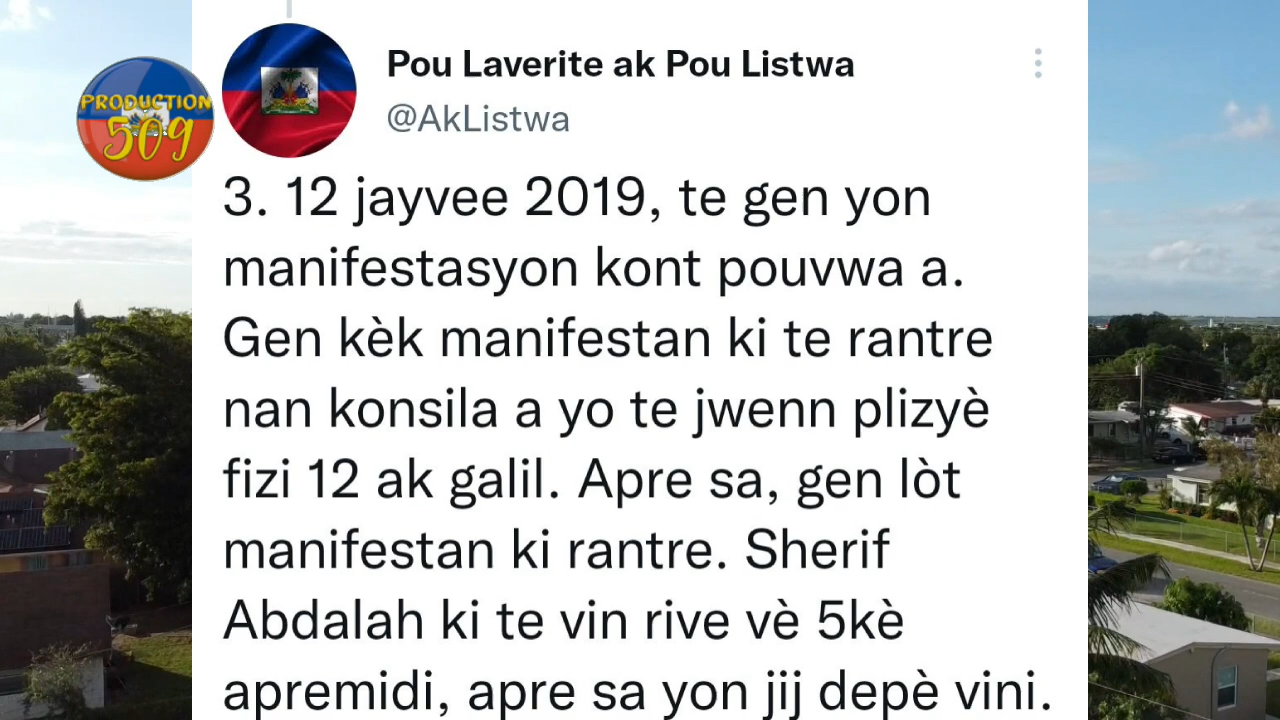 PRODUCTION
509
Pou Laverite ak Pou Listwa
@AkListwa
3. 12 jayvee 2019, te gen yon
manifestasyon kont pouvwa a.
Gen kèk manifestan ki te rantre
nan konsila a yo te jwenn plizyè
fizi 12 ak galil. Apre sa, gen lòt
manifestan ki rantre. Sherif
Abdalah ki te vin rive vè 5kè
apremidi, apre sa yon jij depè vini.